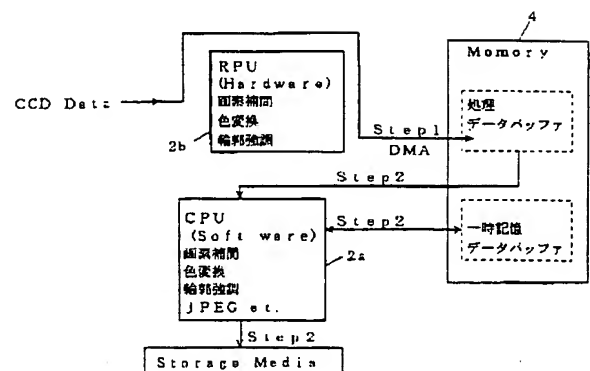 4
Memory
RPU
(Hardware)
画素補間
色変換
輪郭強調
2b
CCD Data
処理
データバッファ
Step1
DMA
Step2
CPU
(Soft ware)
画素補間
色変換
輪郭強調
JPEG et.
2a
Step2
一時記憶
データバッファ
Step2
Storage Media